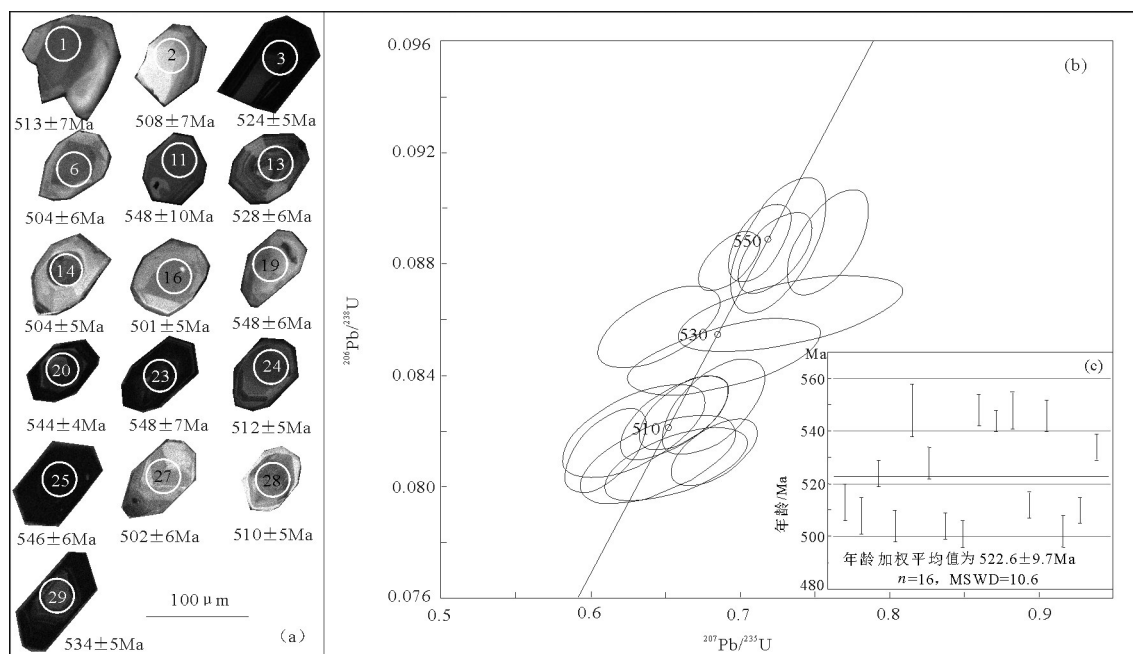 1
2
3
513±7Ma
508±7Ma
524±5Ma
6
11
13
504±6Ma
548±10Ma
528±6Ma
14
16
19
504±5Ma
501±5Ma
548±6Ma
20
23
24
544±4Ma
548±7Ma
512±5Ma
25
27
28
546±6Ma
502±6Ma
510±5Ma
29
534±5Ma
100μm
(a)
(b)
0.096
0.092
0.088
0.084
0.080
0.076
²⁰⁶Pb/²³⁸U
550
530
510
0.5
0.6
0.7
0.8
0.9
²⁰⁷Pb/²³⁵U
Ma
(c)
560
540
520
500
480
年龄/Ma
年龄加权平均值为522.6±9.7Ma
n=16, MSWD=10.6